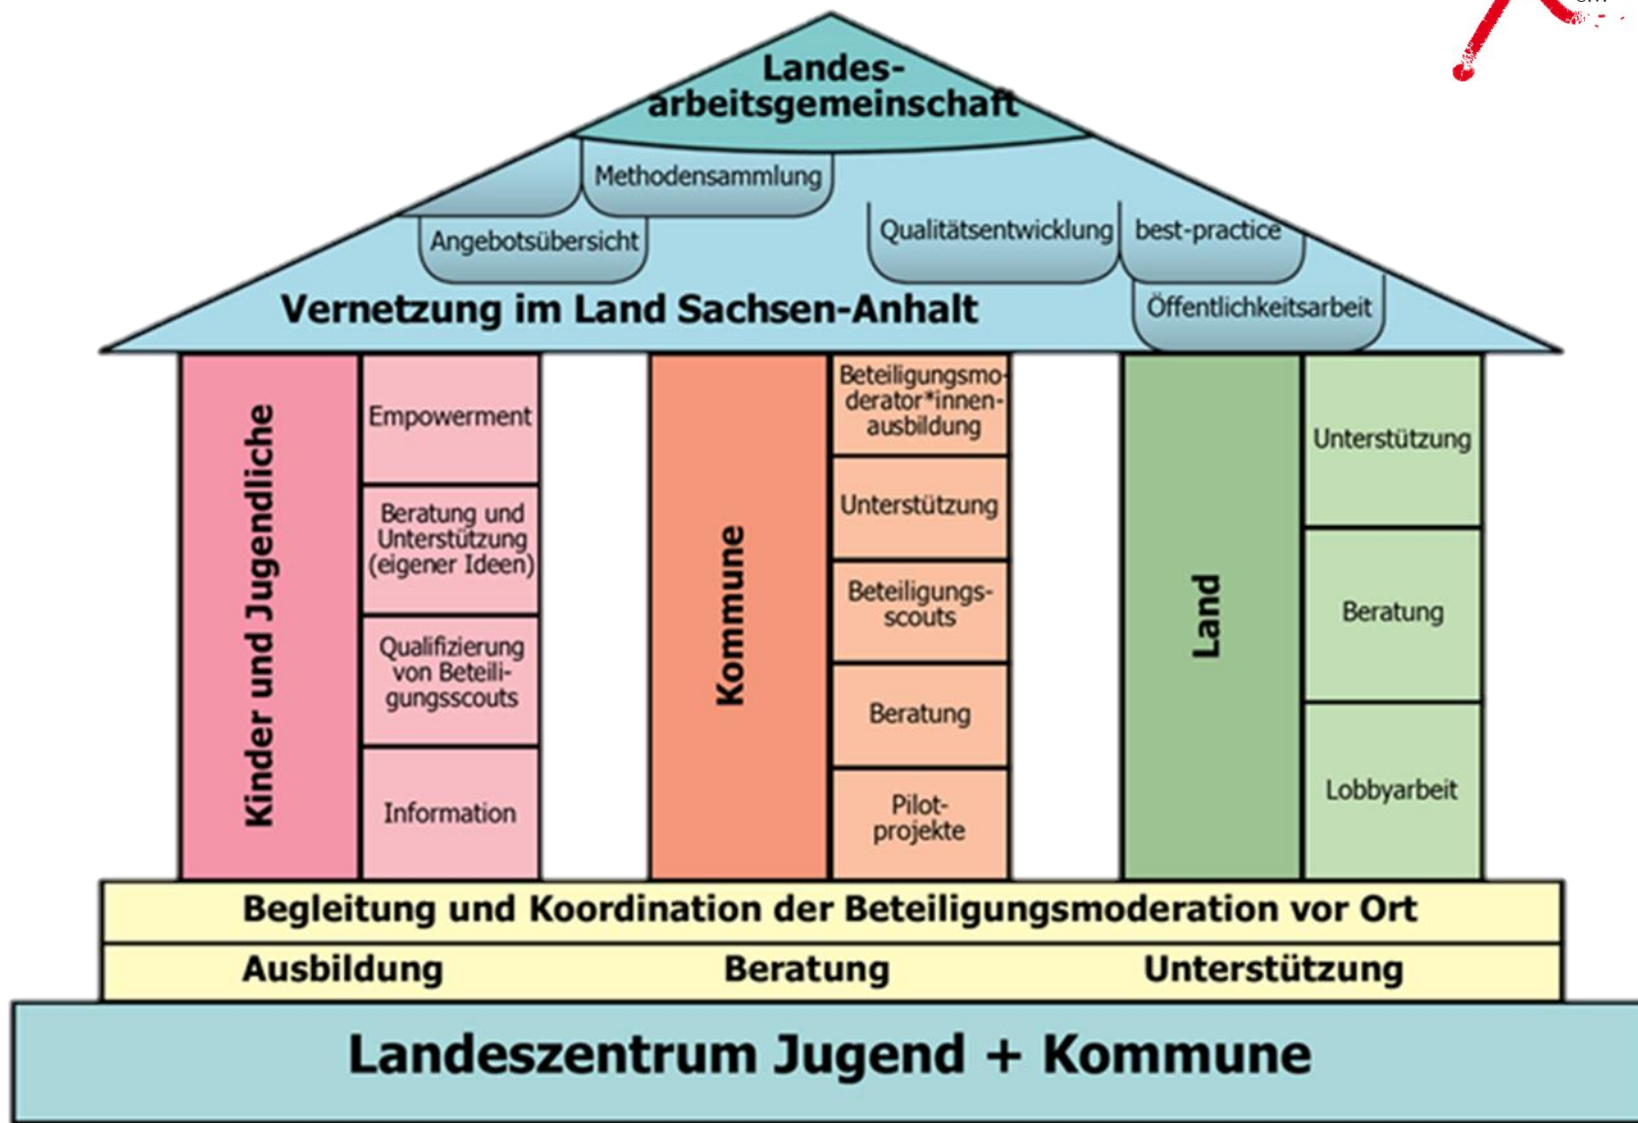 Landes-
arbeitsgemeinschaft
Methodensammlung
Angebotsübersicht
Qualitätsentwicklung
best-practice
Öffentlichkeitsarbeit
Vernetzung im Land Sachsen-Anhalt
Kinder und Jugendliche
Empowerment
Beratung und
Unterstützung
(eigener Ideen)
Qualifizierung
von Beteili-
gungsscouts
Information
Kommune
Beteiligungsmo-
derator*innen-
ausbildung
Unterstützung
Beteiligungs-
scouts
Beratung
Pilot-
projekte
Land
Unterstützung
Beratung
Lobbyarbeit
Begleitung und Koordination der Beteiligungsmoderation vor Ort
Ausbildung Beratung Unterstützung
Landeszentrum Jugend + Kommune